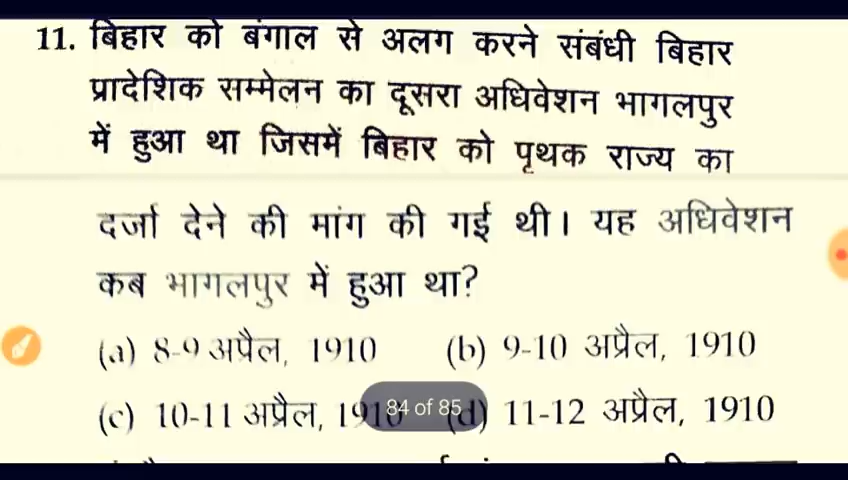 11. बिहार को बंगाल से अलग करने संबंधी बिहार
प्रादेशिक सम्मेलन का दूसरा अधिवेशन भागलपुर
में हुआ था जिसमें बिहार को पृथक राज्य का
दर्जा देने की मांग की गई थी। यह अधिवेशन
कब भागलपुर में हुआ था?
(a) 8-9 अप्रैल, 1910 (b) 9-10 अप्रैल, 1910
(c) 10-11 अप्रैल, 1910 (d) 11-12 अप्रैल, 1910
84 of 85